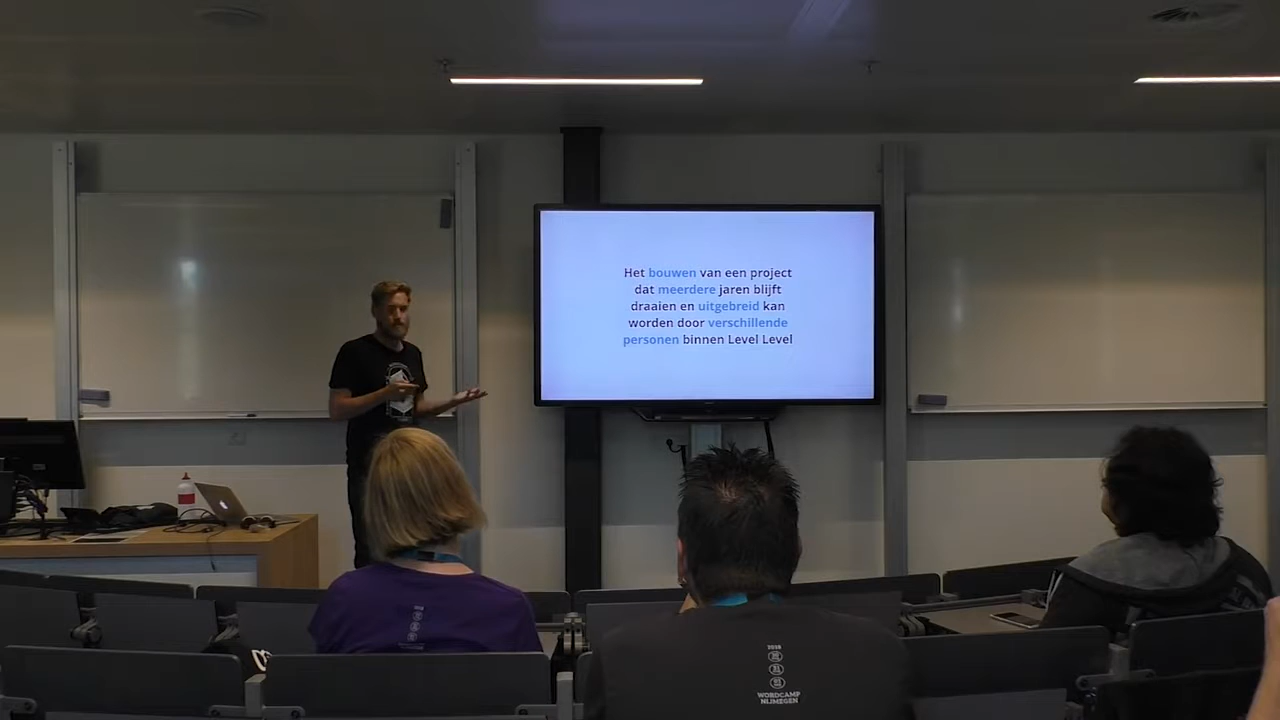 Het bouwen van een project
dat meerdere jaren blijft
draaien en uitgebreid kan
worden door verschillende
personen binnen Level Level
2018
WORDCAMP
NIJMEGEN